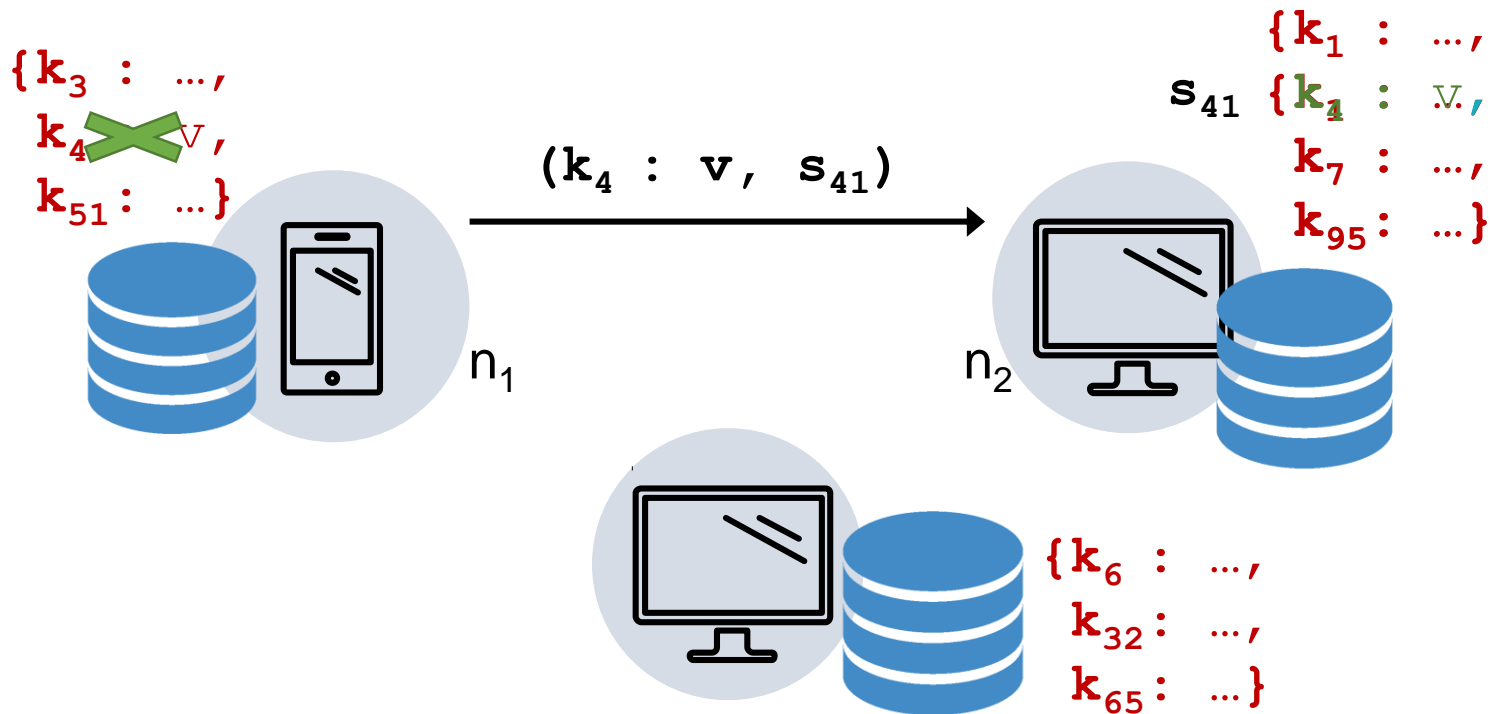 {k₃ : …,
k₄ v,
k₅₁: …}
(k₄ : v, s₄₁)
{k₁ : …,
s₄₁ {k₄ : v,
k₇ : …,
k₉₅: …}
n₁
n₂
{k₆ : …,
k₃₂: …,
k₆₅: …}